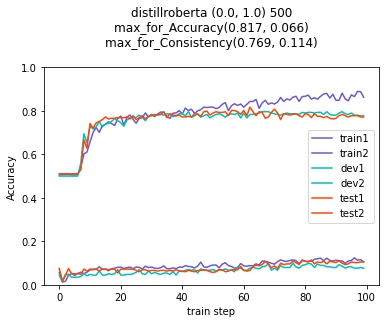 distillroberta (0.0, 1.0) 500
max_for_Accuracy(0.817, 0.066)
max_for_Consistency(0.769, 0.114)
1.0
0.8
0.6
0.4
0.2
0.0
Accuracy
train1
train2
dev1
dev2
test1
test2
0 20 40 60 80 100
train step